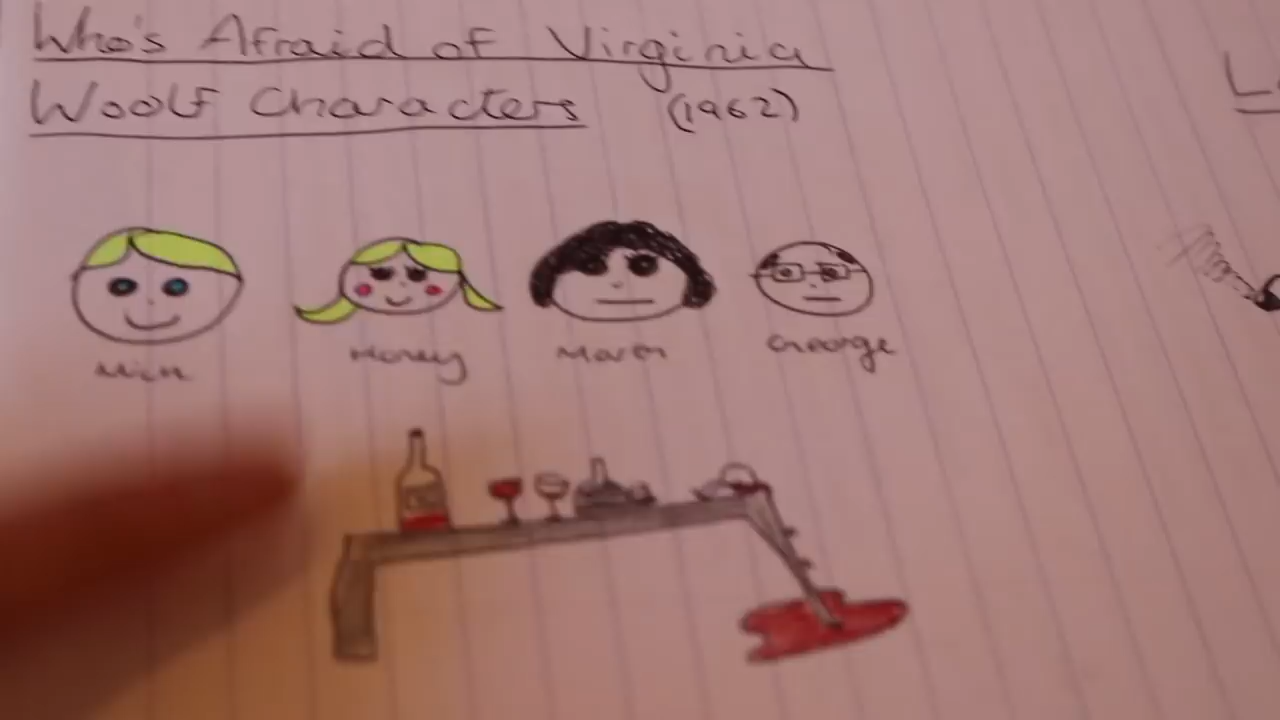 Who's Afraid of Virginia
Woolf Characters (1962)
Nick Honey Martha George